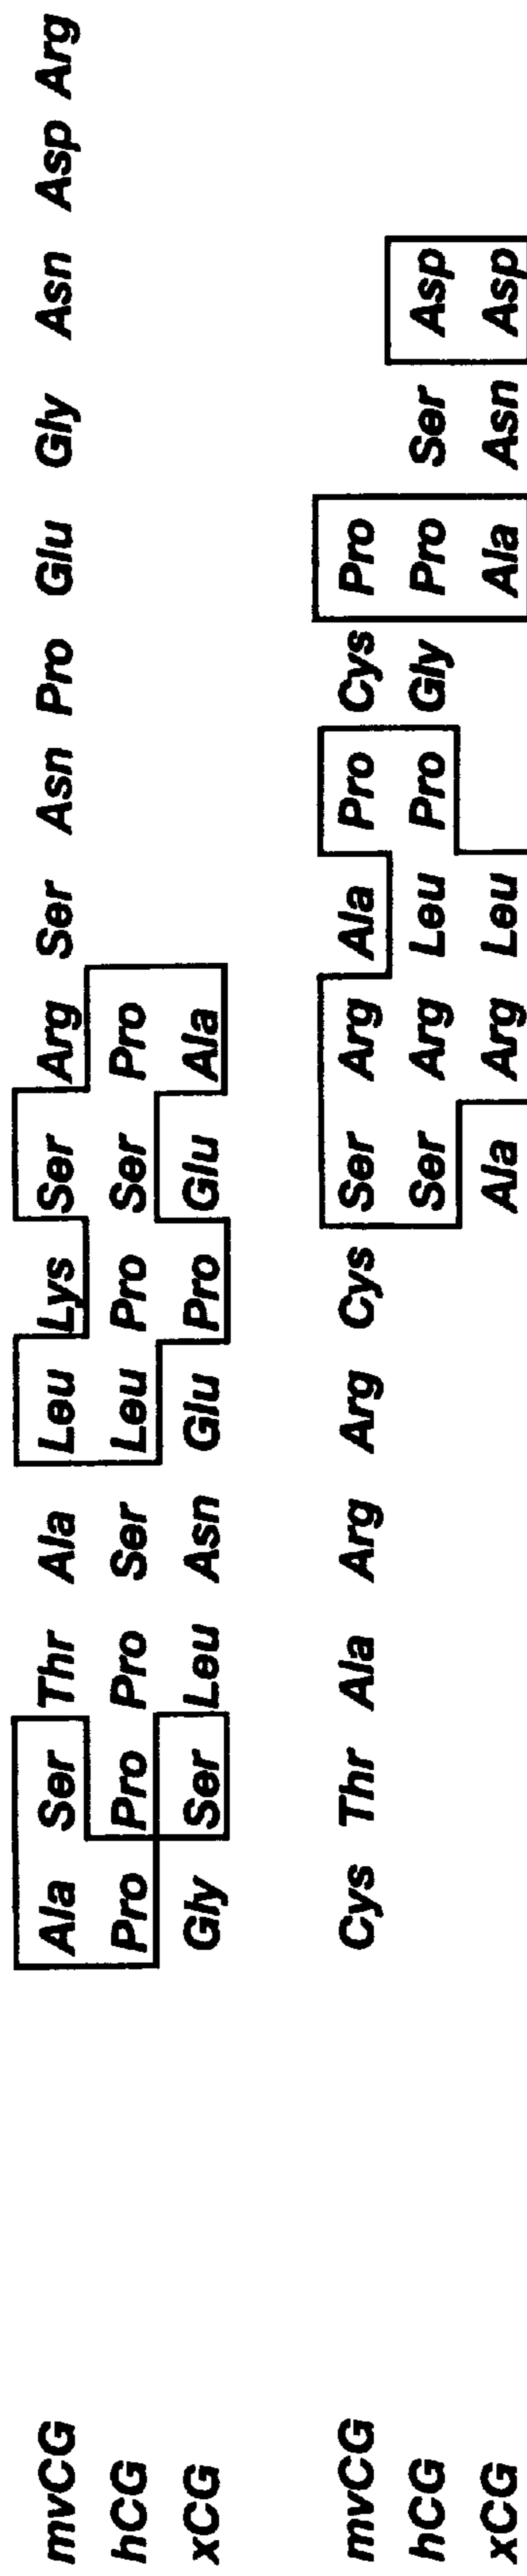 mvCG Ala Ser Thr Ala Leu Lys Ser Arg Ser Asn Pro Glu Gly Asn Asp Arg
hCG Pro Pro Pro Ser Leu Pro Ser Pro
xCG Gly Ser Leu Asn Glu Pro Glu Ala
mvCG Cys Thr Ala Arg Arg Cys Ser Arg Ala Pro Cys Pro
hCG Ser Arg Leu Pro Gly Pro Ser Asp
xCG Ala Arg Leu Ala Asn Asp